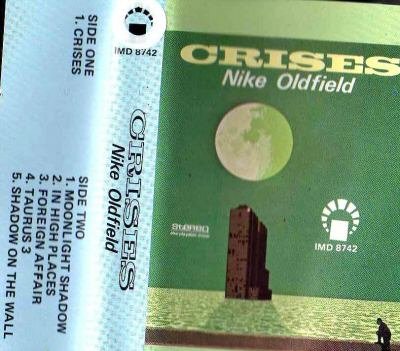 SIDE ONE
1. CRISES
IMD 8742
CRISES
Nike Oldfield
SIDE TWO
1. MOONLIGHT SHADOW
2. IN HIGH PLACES
3. FOREIGN AFFAIR
4. TAURUS 3
5. SHADOW ON THE WALL
CRISES
Nike Oldfield
stereo
IMD 8742